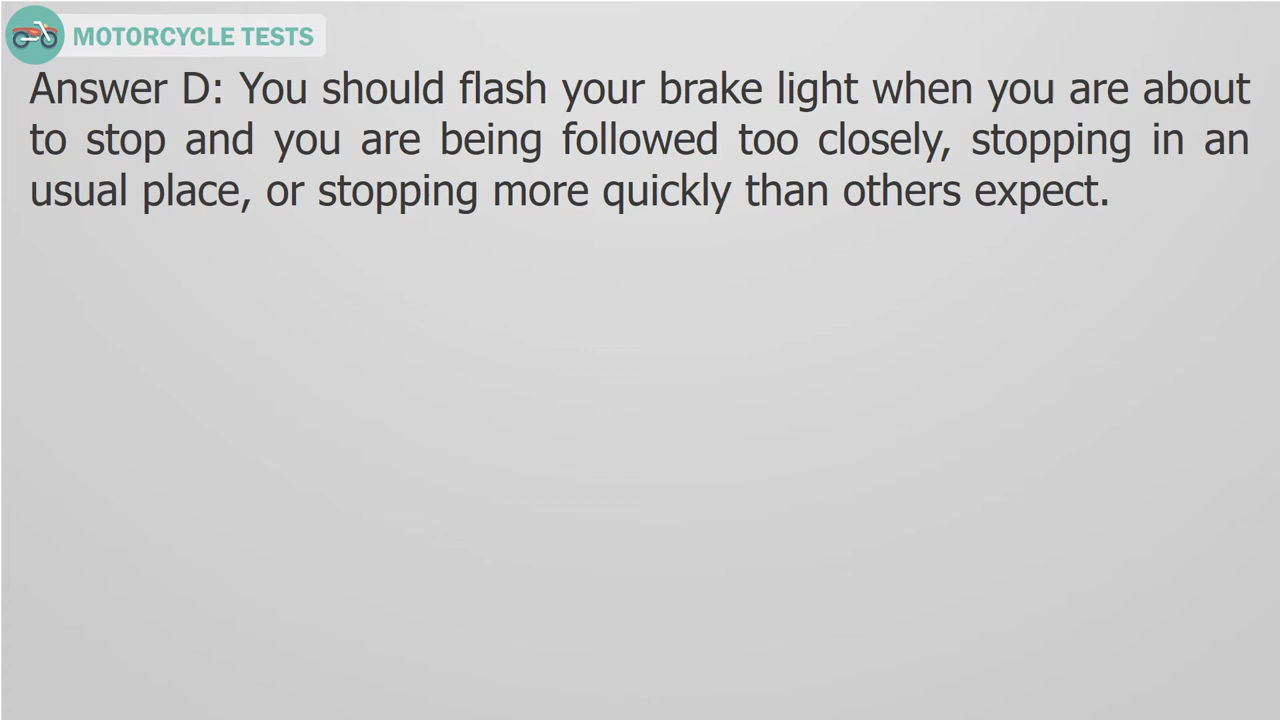 MOTORCYCLE TESTS
Answer D: You should flash your brake light when you are about
to stop and you are being followed too closely, stopping in an
usual place, or stopping more quickly than others expect.